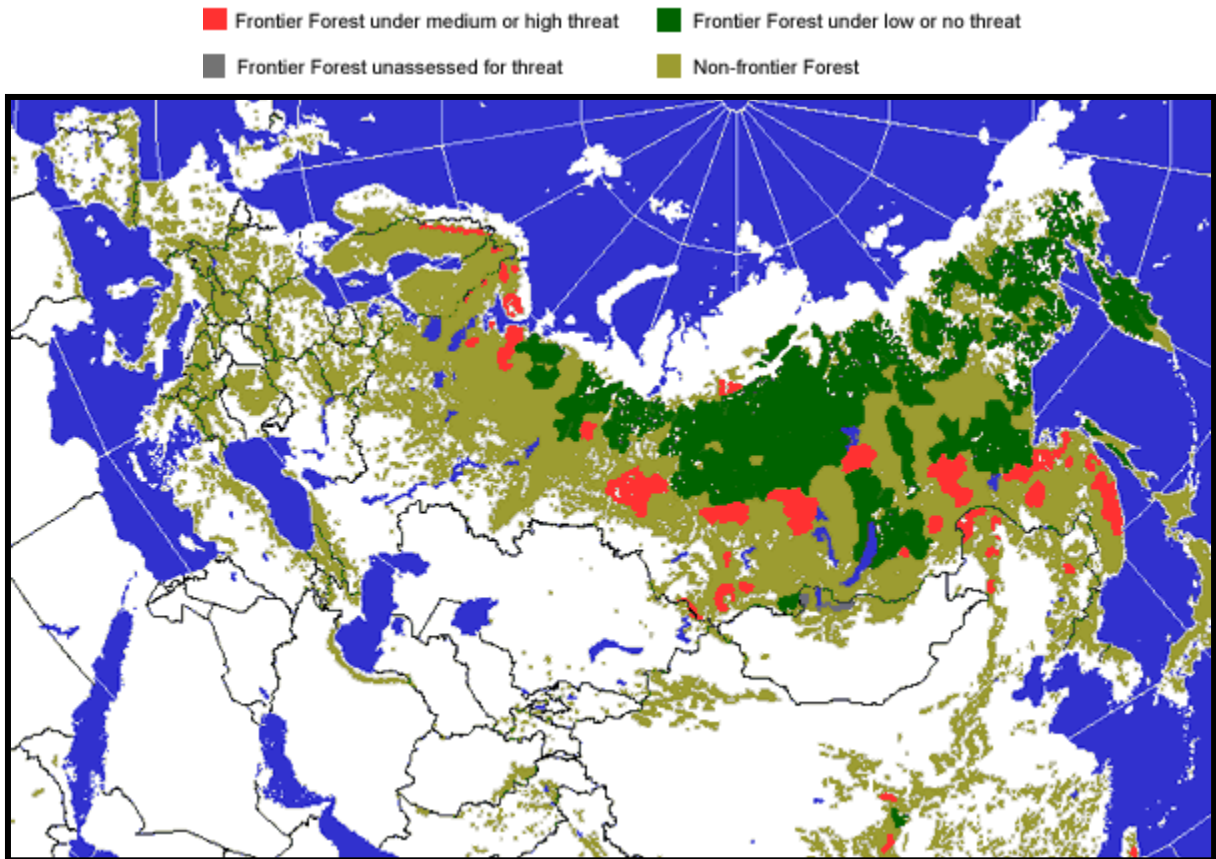 Frontier Forest under medium or high threat
Frontier Forest under low or no threat
Frontier Forest unassessed for threat
Non-frontier Forest